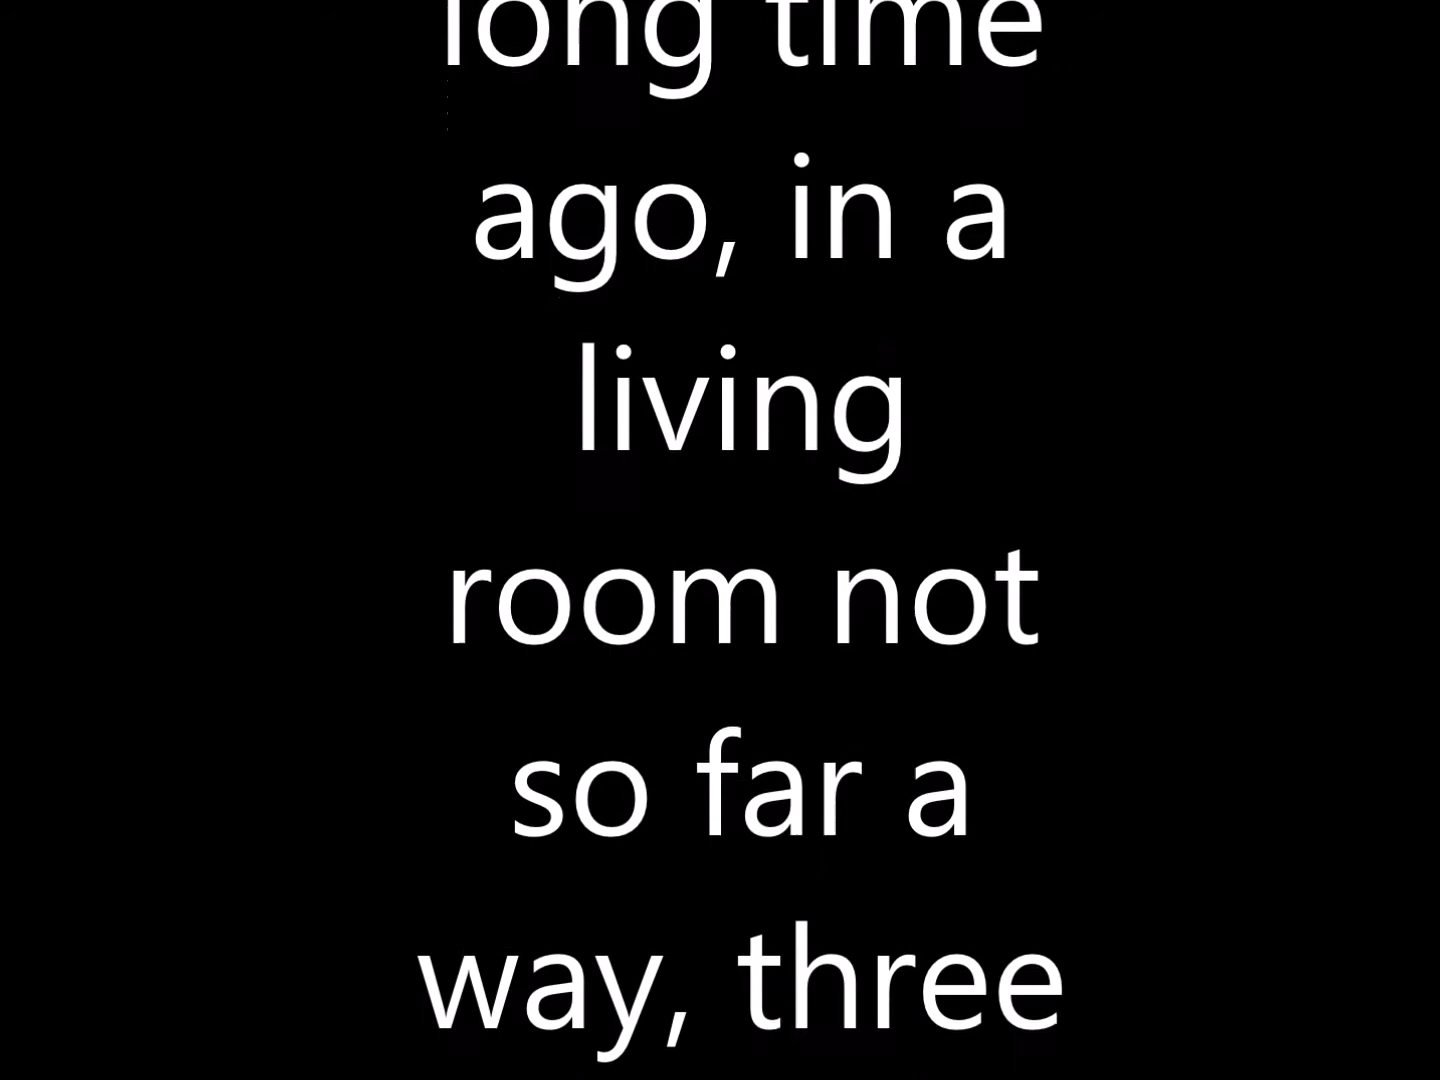 long time
ago, in a
living
room not
so far a
way, three